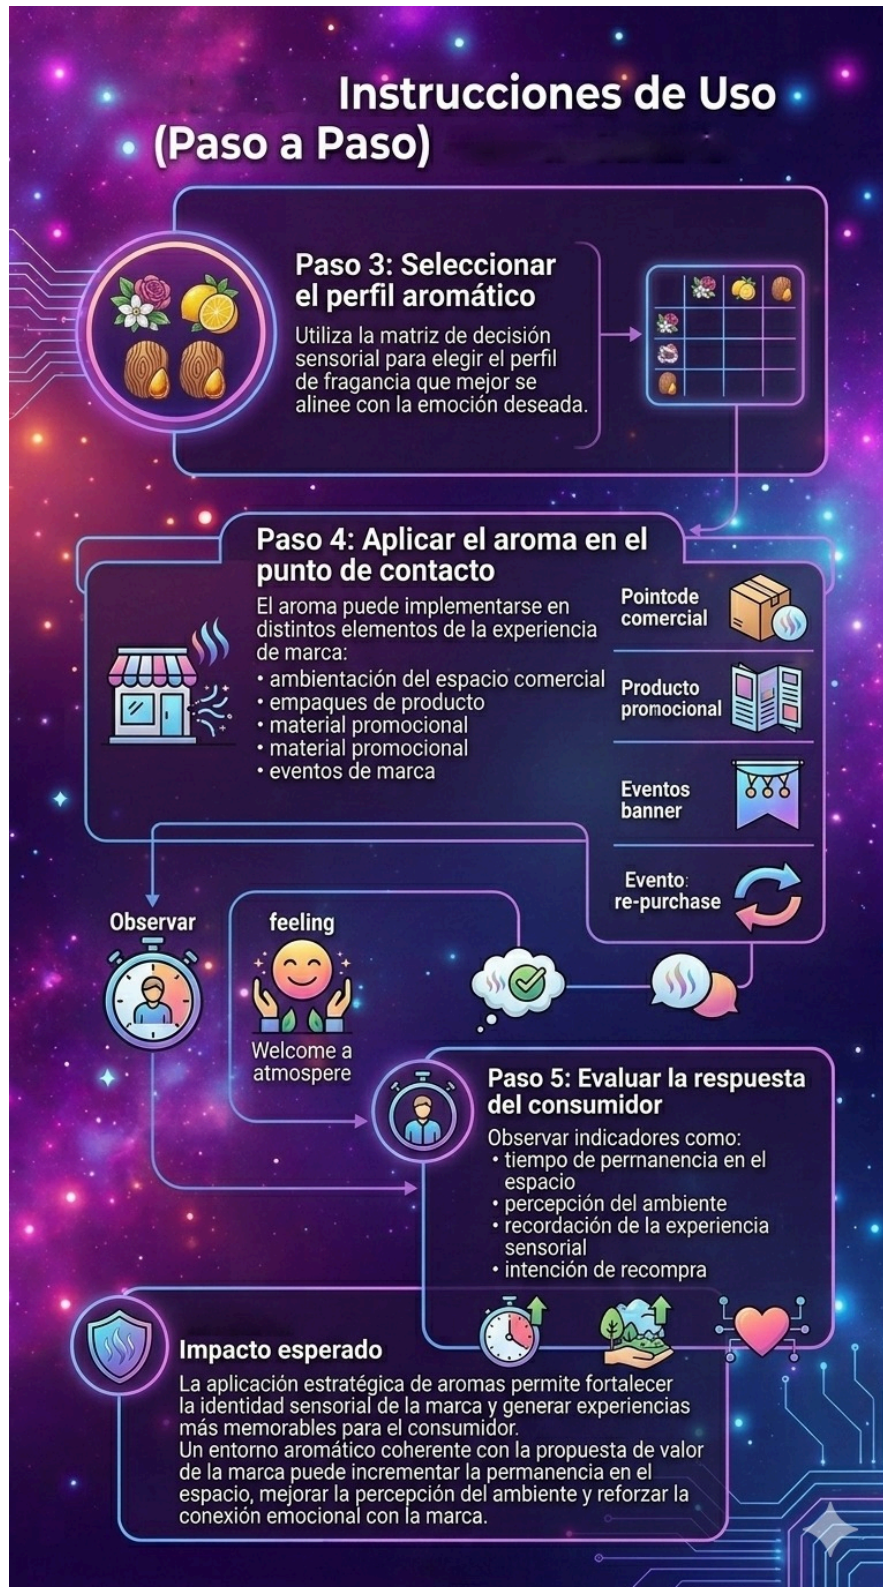 Instrucciones de Uso
(Paso a Paso)
Paso 3: Seleccionar
el perfil aromático
Utiliza la matriz de decisión
sensorial para elegir el perfil
de fragancia que mejor se
alinee con la emoción deseada.
Paso 4: Aplicar el aroma en el
punto de contacto
El aroma puede implementarse en
distintos elementos de la experiencia
de marca:
• ambientación del espacio comercial
• empaques de producto
• material promocional
• material promocional
• eventos de marca
Pointcde
comercial
Producto
promocional
Eventos
banner
Evento:
re-purchase
Observar
feeling
Welcome a
atmospere
Paso 5: Evaluar la respuesta
del consumidor
Observar indicadores como:
• tiempo de permanencia en el
espacio
• percepción del ambiente
• recordación de la experiencia
sensorial
• intención de recompra
Impacto esperado
La aplicación estratégica de aromas permite fortalecer
la identidad sensorial de la marca y generar experiencias
más memorables para el consumidor.
Un entorno aromático coherente con la propuesta de valor
de la marca puede incrementar la permanencia en el
espacio, mejorar la percepción del ambiente y reforzar la
conexión emocional con la marca.